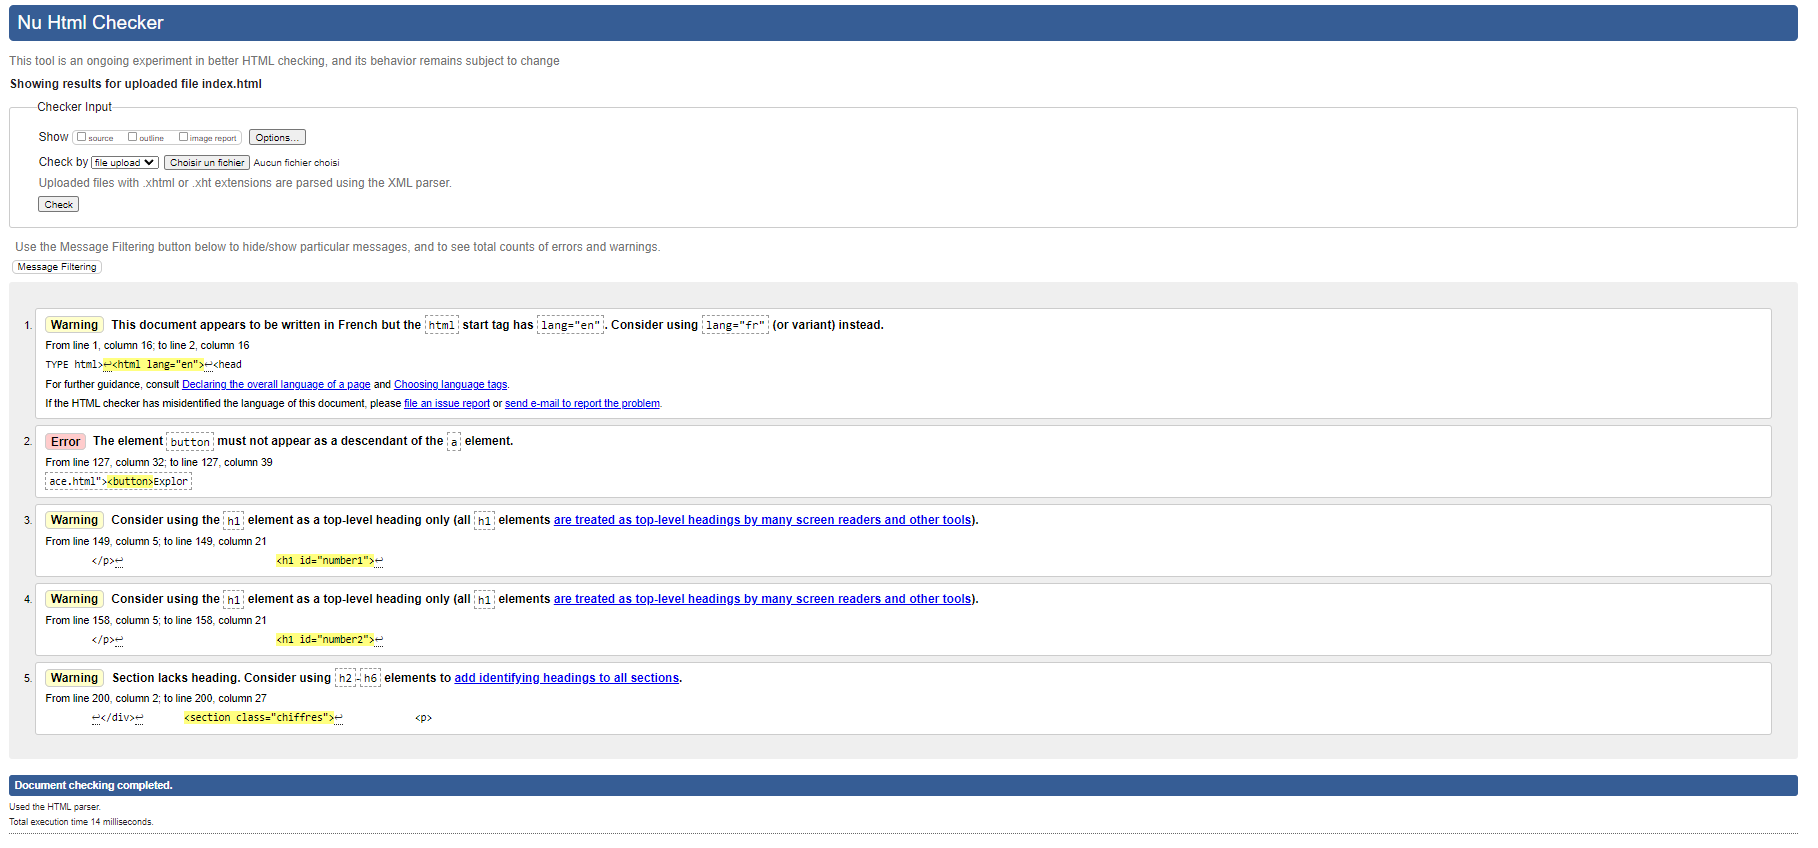 Nu Html Checker
This tool is an ongoing experiment in better HTML checking, and its behavior remains subject to change
Showing results for uploaded file index.html
Checker Input
Show source outline image report Options...
Check by file upload Choisir un fichier Aucun fichier choisi
Uploaded files with .xhtml or .xht extensions are parsed using the XML parser.
Check
Use the Message Filtering button below to hide/show particular messages, and to see total counts of errors and warnings.
Message Filtering
1. Warning This document appears to be written in French but the html start tag has lang="en". Consider using lang="fr" (or variant) instead.
From line 1, column 16; to line 2, column 16
TYPE html>↩<html lang="en">↩<head
For further guidance, consult Declaring the overall language of a page and Choosing language tags.
If the HTML checker has misidentified the language of this document, please file an issue report or send e-mail to report the problem.
2. Error The element button must not appear as a descendant of the a element.
From line 127, column 32; to line 127, column 39
ace.html"><button>Explor
3. Warning Consider using the h1 element as a top-level heading only (all h1 elements are treated as top-level headings by many screen readers and other tools).
From line 149, column 5; to line 149, column 21
</p>↩ <h1 id="number1">↩
4. Warning Consider using the h1 element as a top-level heading only (all h1 elements are treated as top-level headings by many screen readers and other tools).
From line 158, column 5; to line 158, column 21
</p>↩ <h1 id="number2">↩
5. Warning Section lacks heading. Consider using h2-h6 elements to add identifying headings to all sections.
From line 200, column 2; to line 200, column 27
↩</div>↩ <section class="chiffres">↩ <p>
Document checking completed.
Used the HTML parser.
Total execution time 14 milliseconds.